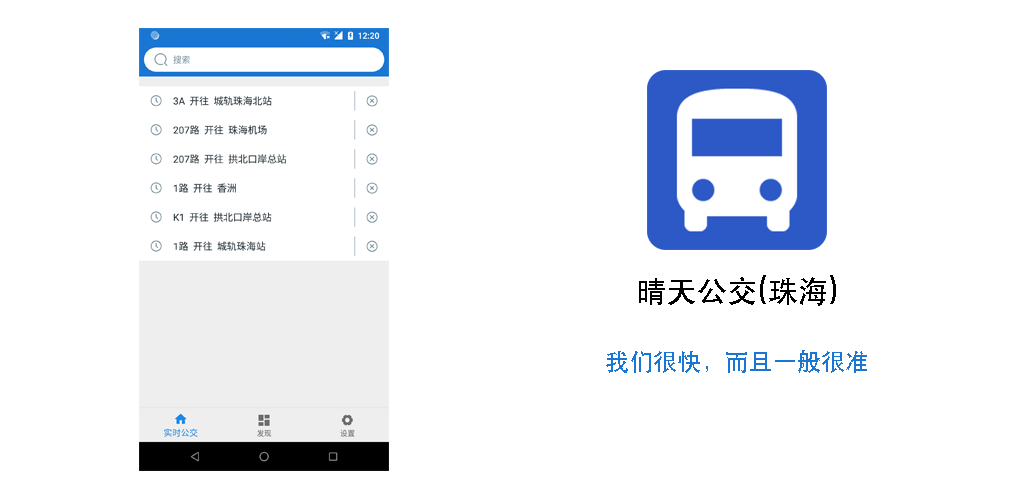 12:20
搜索
3A 开往 城轨珠海北站
207路 开往 珠海机场
207路 开往 拱北口岸总站
1路 开往 香洲
K1 开往 拱北口岸总站
1路 开往 城轨珠海站
实时公交
发现
设置
晴天公交(珠海)
我们很快，而且一般很准